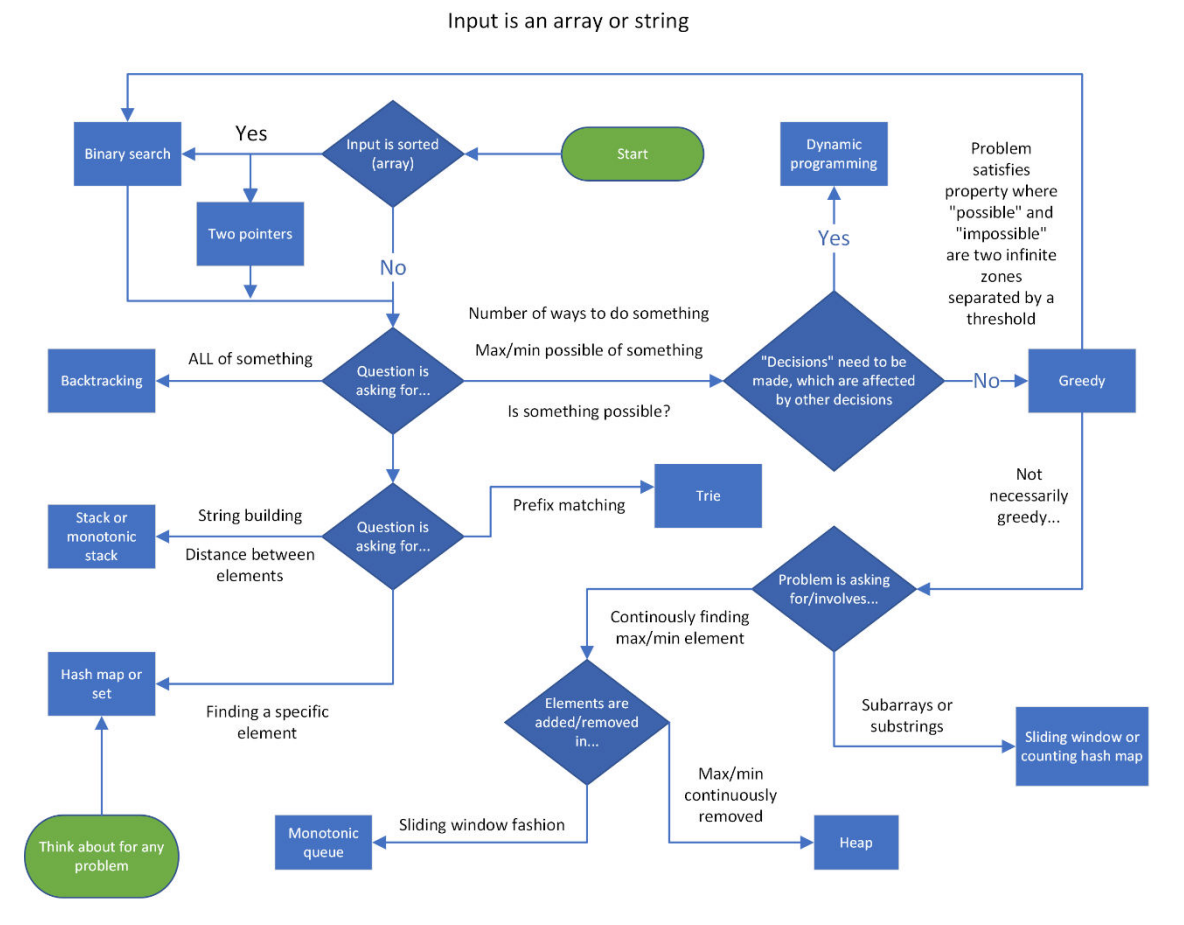 Input is an array or string
Binary search
Yes
Input is sorted
(array)
Start
Two pointers
No
Dynamic
programming
Yes
Problem
satisfies
property where
"possible" and
"impossible"
are two infinite
zones
separated by a
threshold
Number of ways to do something
Max/min possible of something
Is something possible?
Backtracking
ALL of something
Question is
asking for...
"Decisions" need to be
made, which are affected
by other decisions
No
Greedy
Not
necessarily
greedy...
Stack or
monotonic
stack
String building
Distance between
elements
Question is
asking for...
Prefix matching
Trie
Problem is asking
for/involves...
Continously finding
max/min element
Hash map or
set
Finding a specific
element
Elements are
added/removed
in...
Subarrays or
substrings
Sliding window or
counting hash map
Max/min
continuously
removed
Think about for any
problem
Monotonic
queue
Sliding window fashion
Heap